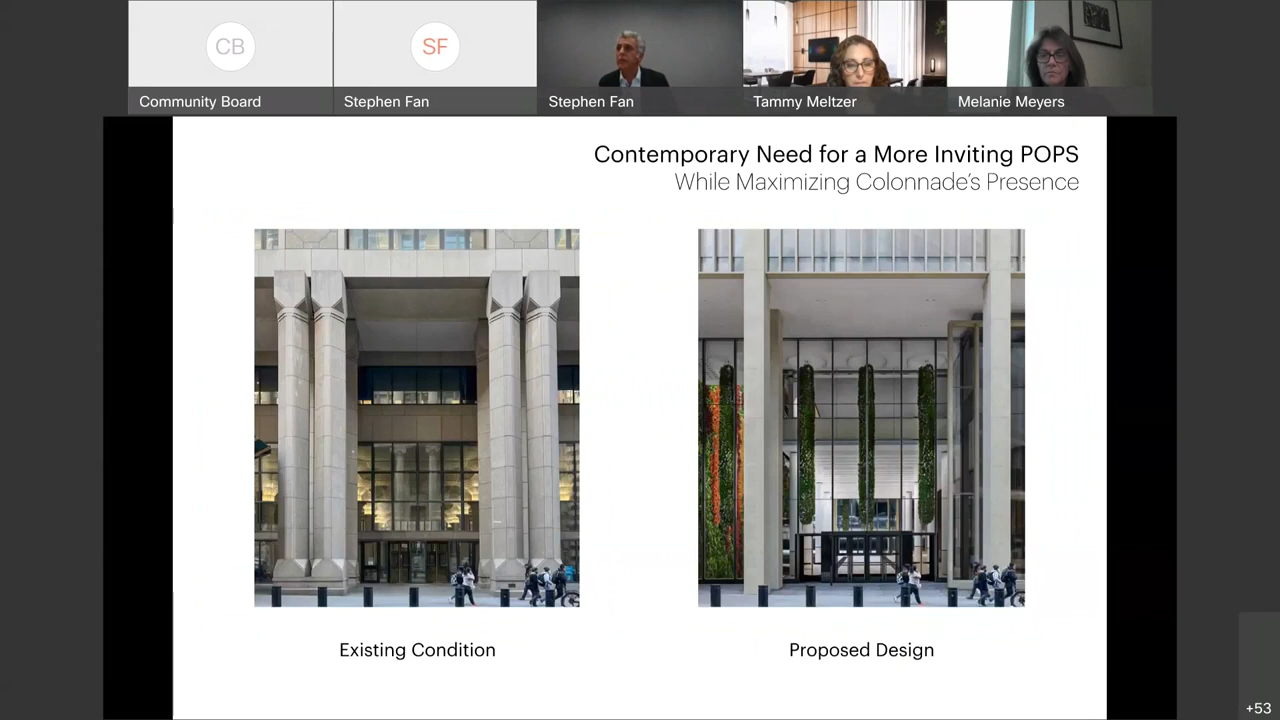 CB
SF
Community Board
Stephen Fan
Stephen Fan
Tammy Meltzer
Melanie Meyers
Contemporary Need for a More Inviting POPS
While Maximizing Colonnade's Presence
Existing Condition
Proposed Design
+53